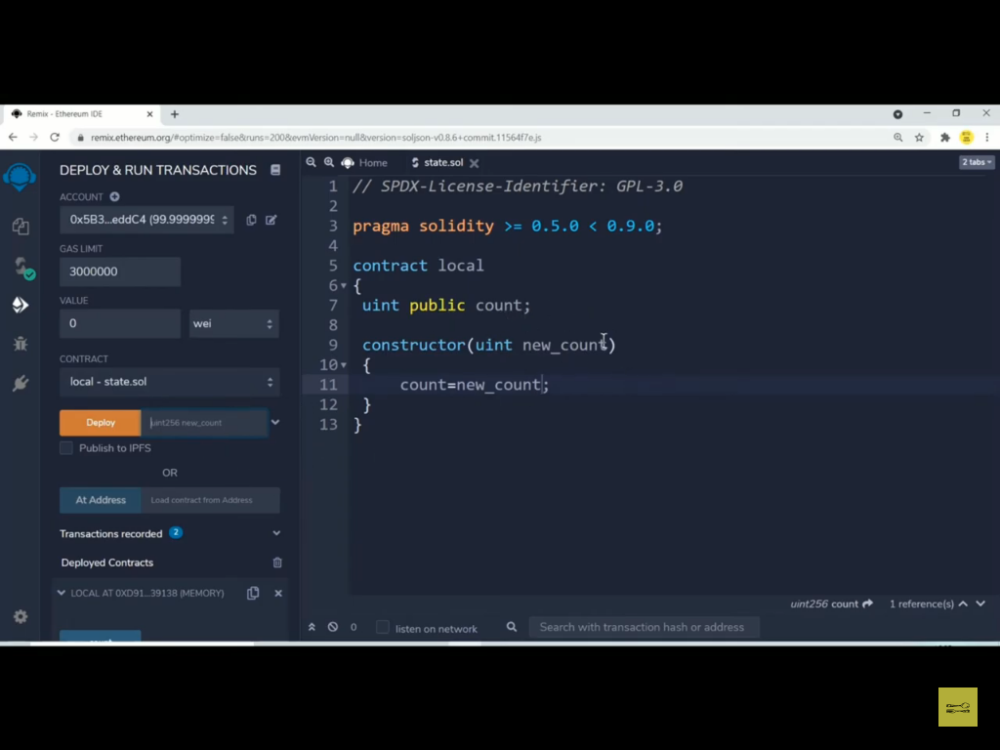 Remix - Ethereum IDE
remix.ethereum.org/#optimize=false&runs=200&evmVersion=null&version=soljson-v0.8.6+commit.11564f7e.js
DEPLOY & RUN TRANSACTIONS
ACCOUNT
0x5B3...eddC4 (99.9999999
GAS LIMIT
3000000
VALUE
0
wei
CONTRACT
local - state.sol
Deploy
uint256 new_count
Publish to IPFS
OR
At Address
Load contract from Address
Transactions recorded 2
Deployed Contracts
LOCAL AT 0XD91...39138 (MEMORY)
Home
state.sol
2 tabs
1 // SPDX-License-Identifier: GPL-3.0
2
3 pragma solidity >= 0.5.0 < 0.9.0;
4
5 contract local
6 {
7 uint public count;
8
9 constructor(uint new_count)
10 {
11 count=new_count;
12 }
13 }
uint256 count
1 reference(s)
0
listen on network
Search with transaction hash or address